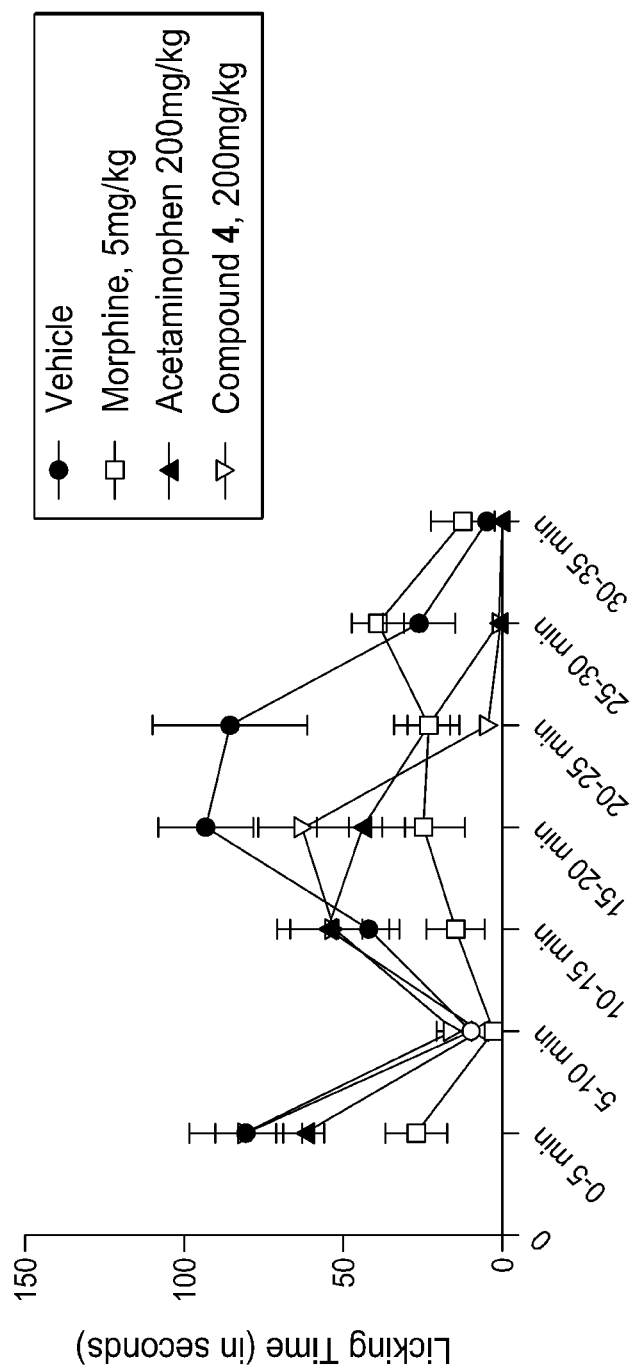 Vehicle
Morphine, 5mg/kg
Acetaminophen 200mg/kg
Compound 4, 200mg/kg
Licking Time (in seconds)
150
100
50
0
0
0-5 min
5-10 min
10-15 min
15-20 min
20-25 min
25-30 min
30-35 min